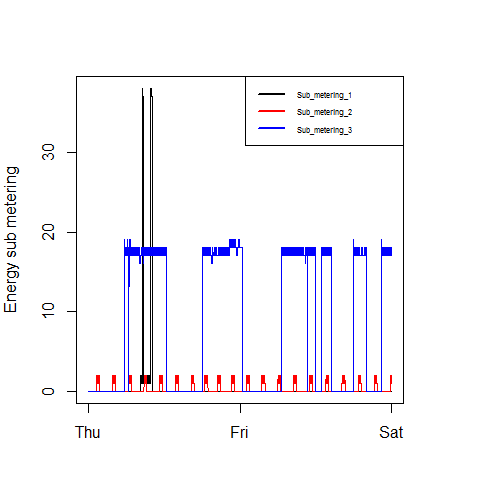 Sub_metering_1
Sub_metering_2
Sub_metering_3
Energy sub metering
30
20
10
0
Thu Fri Sat